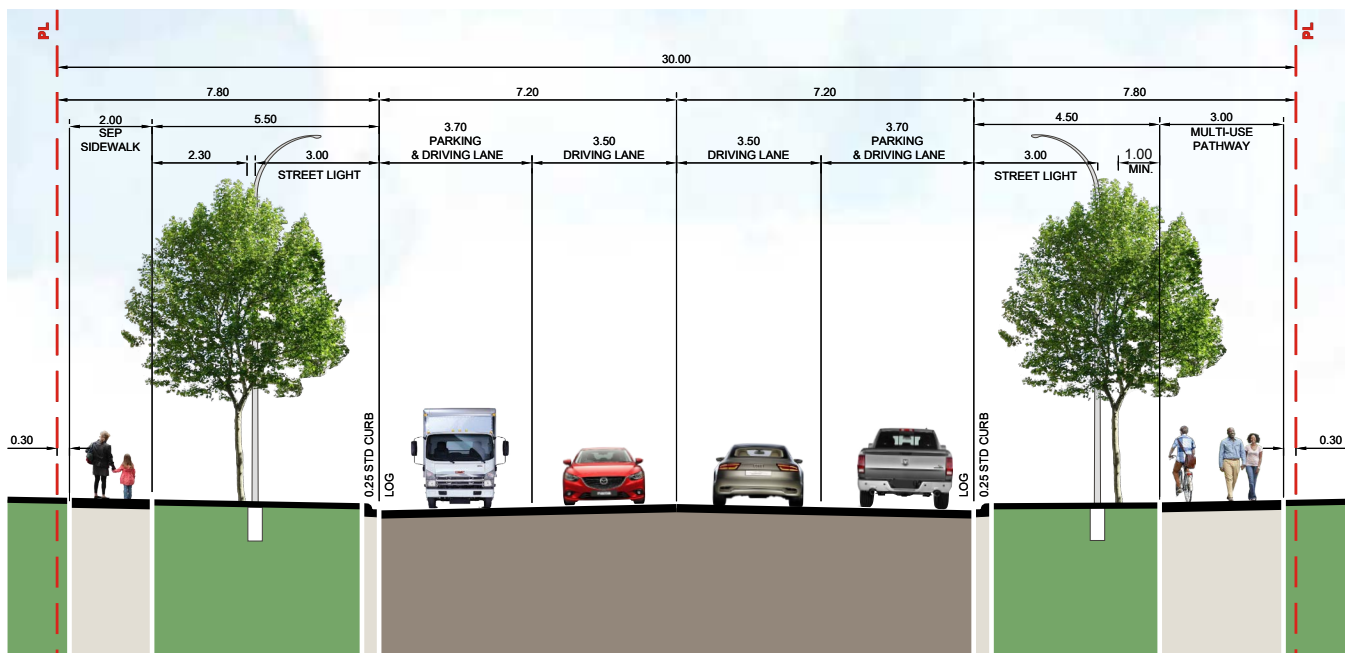 PL
PL
30.00
7.80
7.20
7.20
7.80
2.00
SEP
SIDEWALK
5.50
2.30
3.00
STREET LIGHT
3.70
PARKING
& DRIVING LANE
3.50
DRIVING LANE
3.50
DRIVING LANE
3.70
PARKING
& DRIVING LANE
4.50
3.00
STREET LIGHT
1.00
MIN.
3.00
MULTI-USE
PATHWAY
0.30
0.25 STD CURB
LOG
LOG
0.25 STD CURB
0.30